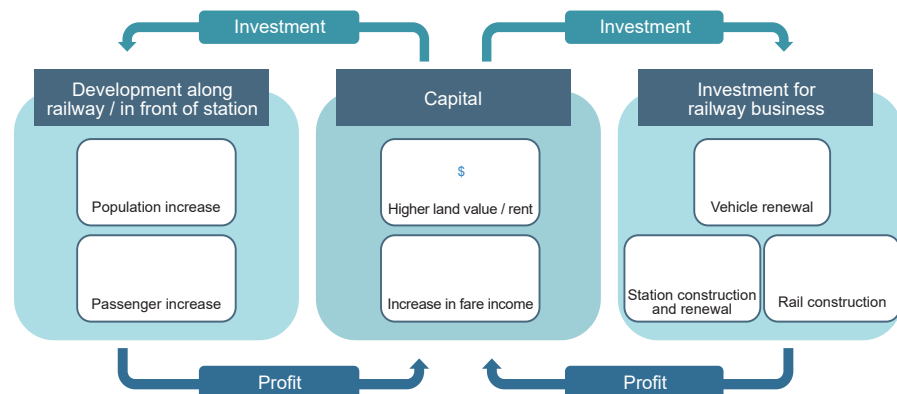 Investment
Investment
Development along
railway / in front of station
Capital
Investment for
railway business
$
Population increase
Higher land value / rent
Vehicle renewal
Passenger increase
Increase in fare income
Station construction
and renewal
Rail construction
Profit
Profit